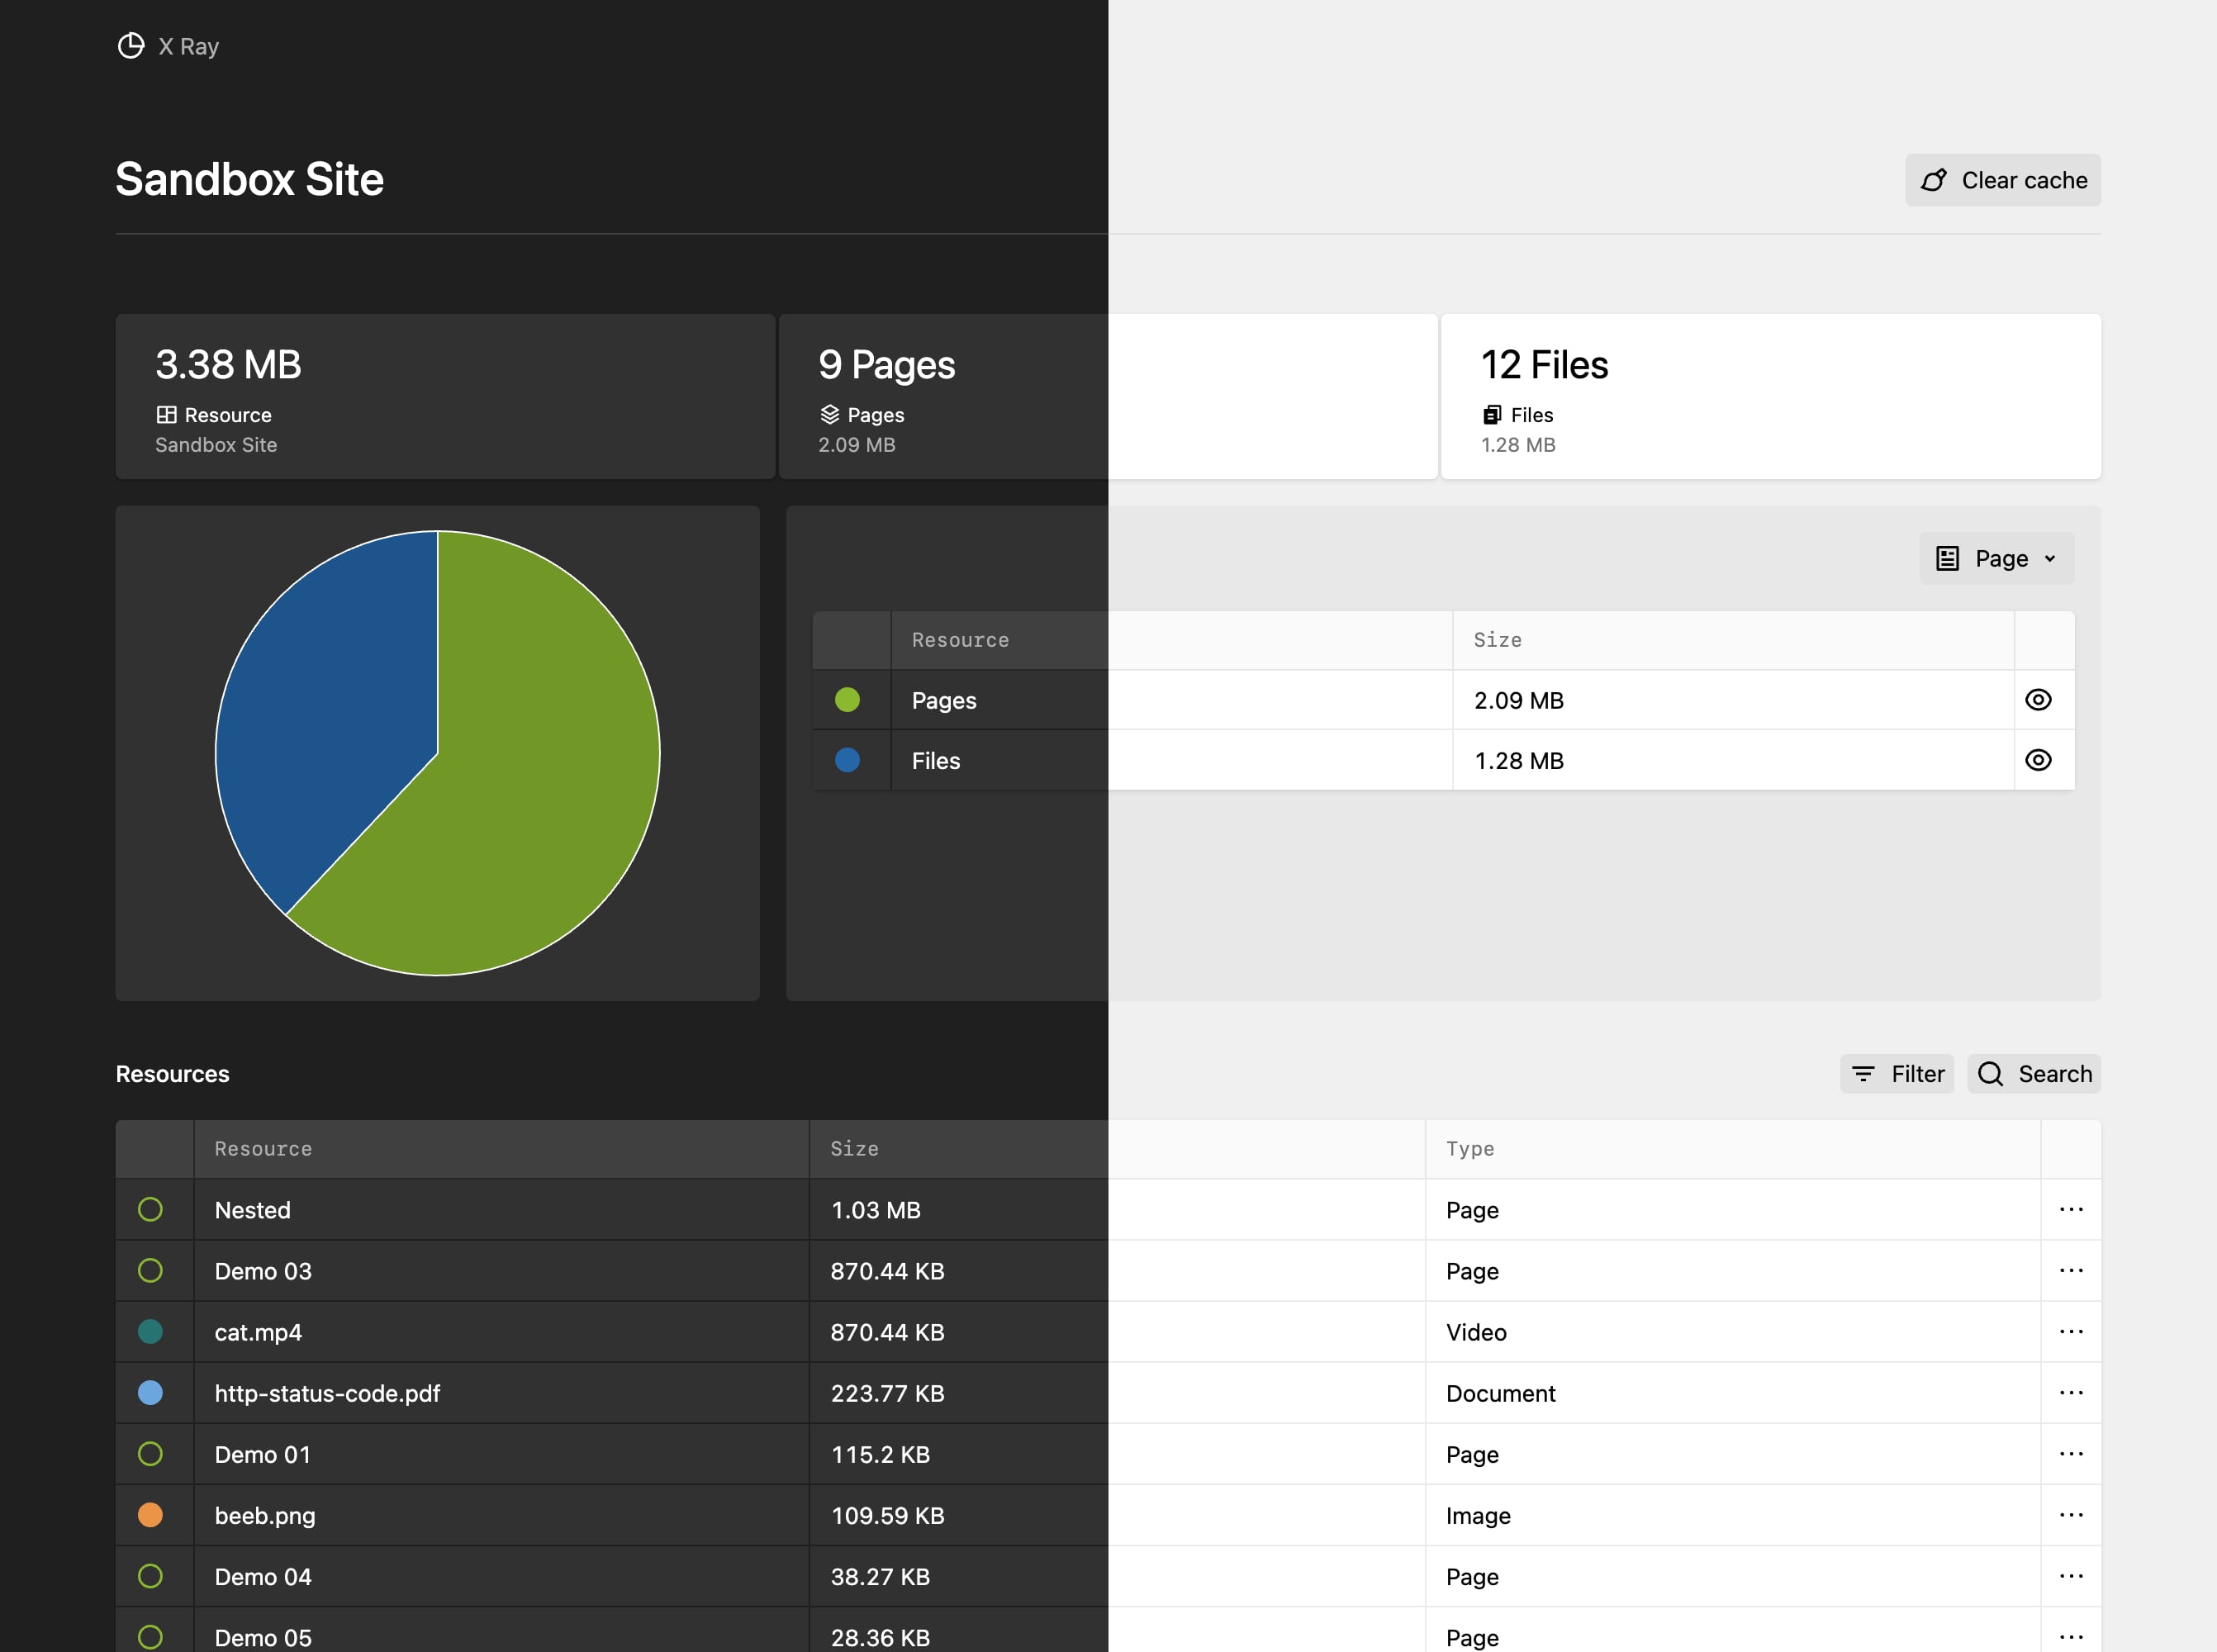 X Ray
Sandbox Site
Clear cache
3.38 MB
Resource
Sandbox Site
9 Pages
Pages
2.09 MB
12 Files
Files
1.28 MB
Page
Resource Size
Pages 2.09 MB
Files 1.28 MB
Resources
Filter Search
Resource Size Type
Nested 1.03 MB Page
Demo 03 870.44 KB Page
cat.mp4 870.44 KB Video
http-status-code.pdf 223.77 KB Document
Demo 01 115.2 KB Page
beeb.png 109.59 KB Image
Demo 04 38.27 KB Page
Demo 05 28.36 KB Page